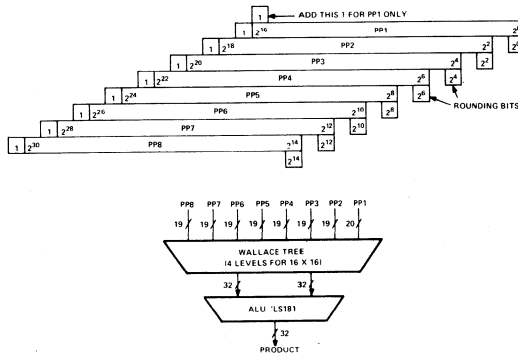 1 ADD THIS 1 FOR PP1 ONLY
1 2^16 PP1
1 2^18 PP2 2^2
1 2^20 PP3 2^4 2^2
1 2^22 PP4 2^6 2^4
1 2^24 PP5 2^8 2^6 ROUNDING BITS
1 2^26 PP6 2^10 2^8
1 2^28 PP7 2^12 2^10
1 2^30 PP8 2^14 2^12
2^14
PP8 PP7 PP6 PP5 PP4 PP3 PP2 PP1
19 19 19 19 19 19 19 20
WALLACE TREE
(4 LEVELS FOR 16 X 16)
32 32
ALU 'LS181
32
PRODUCT